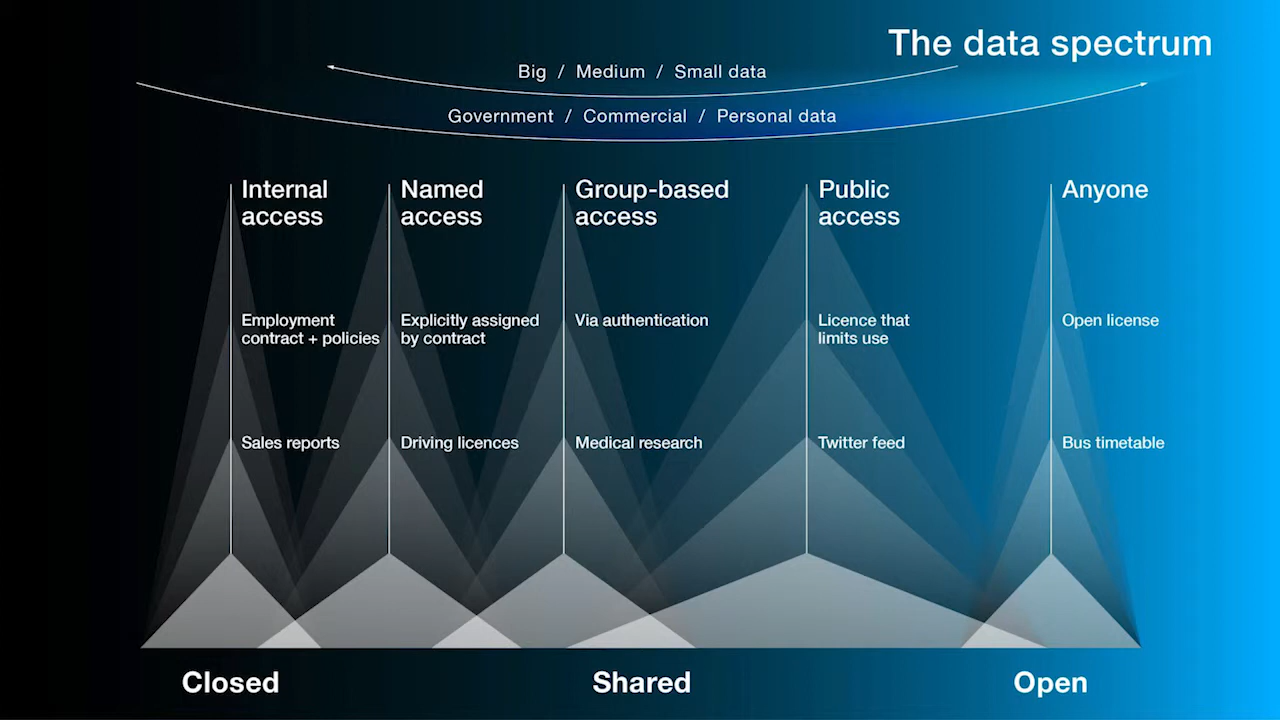 The data spectrum
Big / Medium / Small data
Government / Commercial / Personal data
Internal
access
Named
access
Group-based
access
Public
access
Anyone
Employment
contract + policies
Explicitly assigned
by contract
Via authentication
Licence that
limits use
Open license
Sales reports
Driving licences
Medical research
Twitter feed
Bus timetable
Closed
Shared
Open